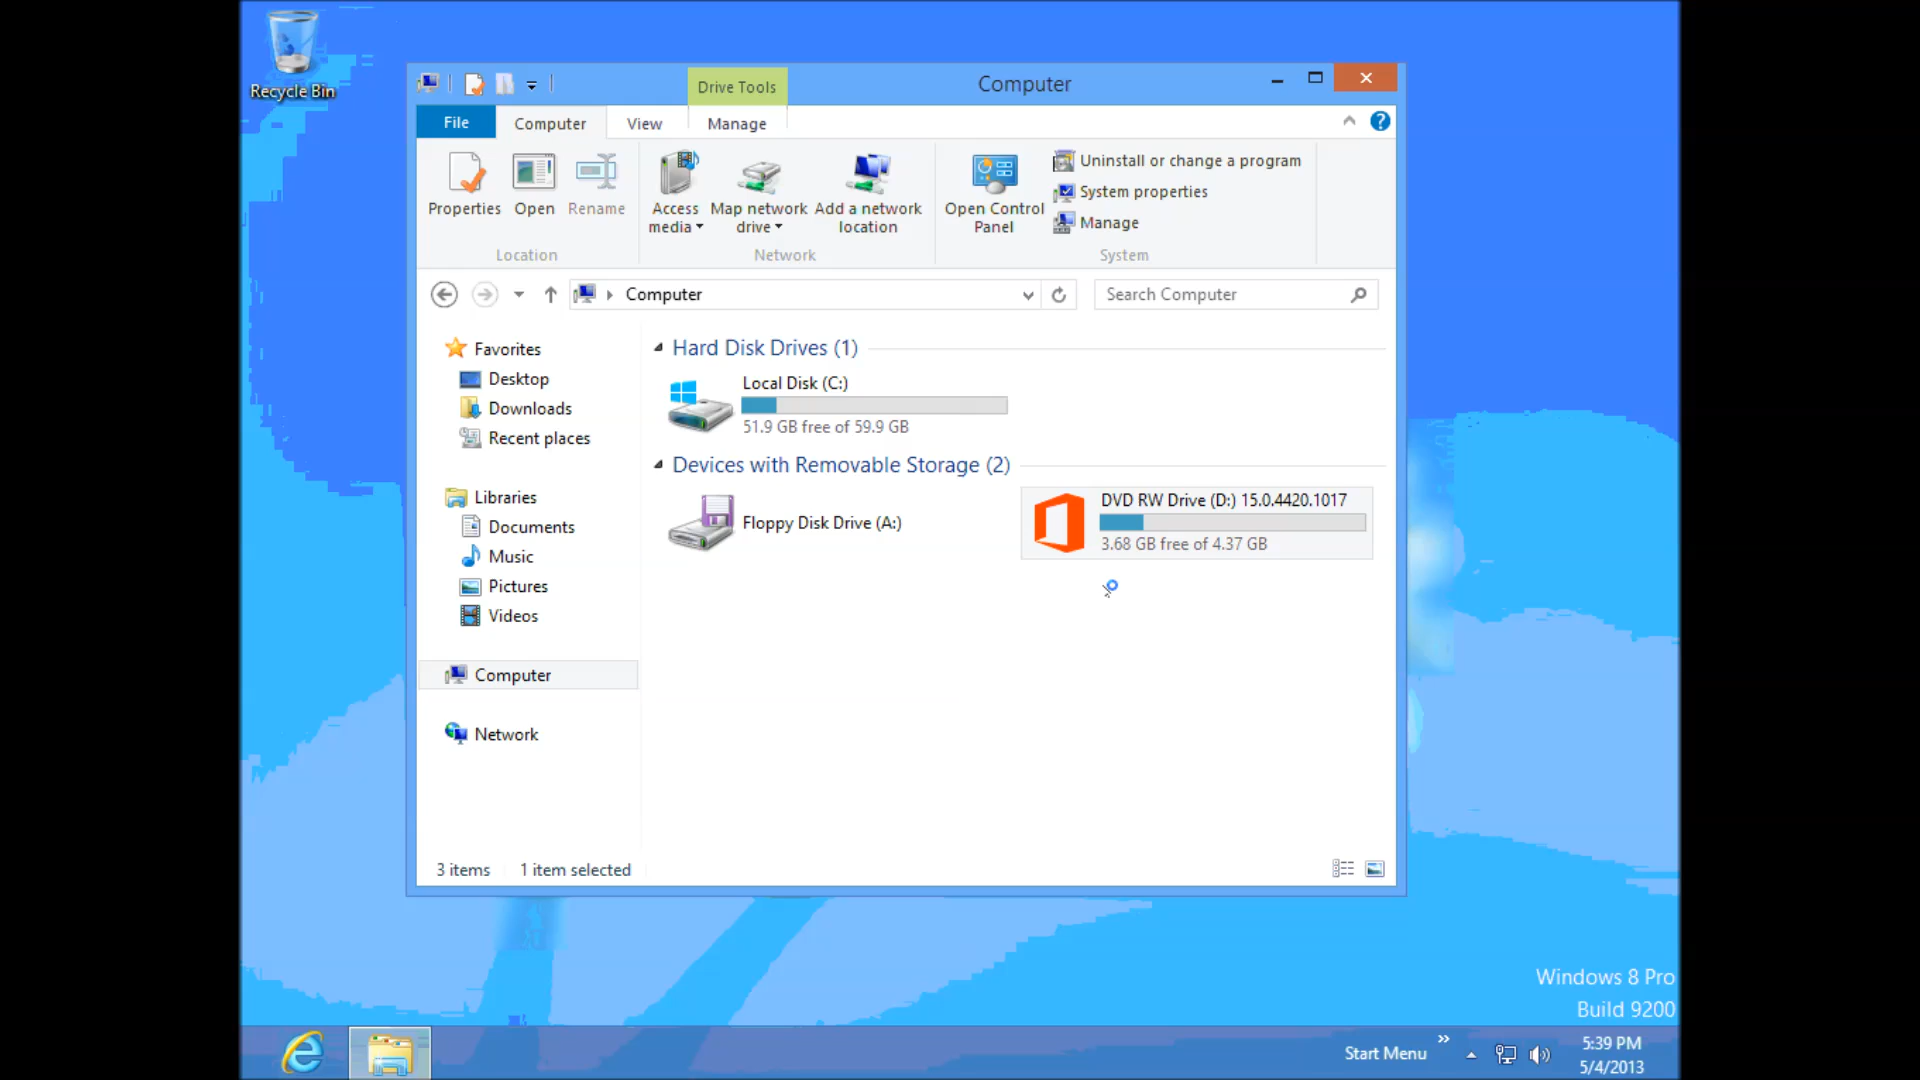 Recycle Bin
Drive Tools
Computer
File
Computer
View
Manage
Properties
Open
Rename
Access media
Map network drive
Add a network location
Open Control Panel
Uninstall or change a program
System properties
Manage
Location
Network
System
Computer
Search Computer
Favorites
Desktop
Downloads
Recent places
Libraries
Documents
Music
Pictures
Videos
Computer
Network
Hard Disk Drives (1)
Local Disk (C:)
51.9 GB free of 59.9 GB
Devices with Removable Storage (2)
Floppy Disk Drive (A:)
DVD RW Drive (D:) 15.0.4420.1017
3.68 GB free of 4.37 GB
3 items
1 item selected
Windows 8 Pro
Build 9200
Start Menu
5:39 PM
5/4/2013